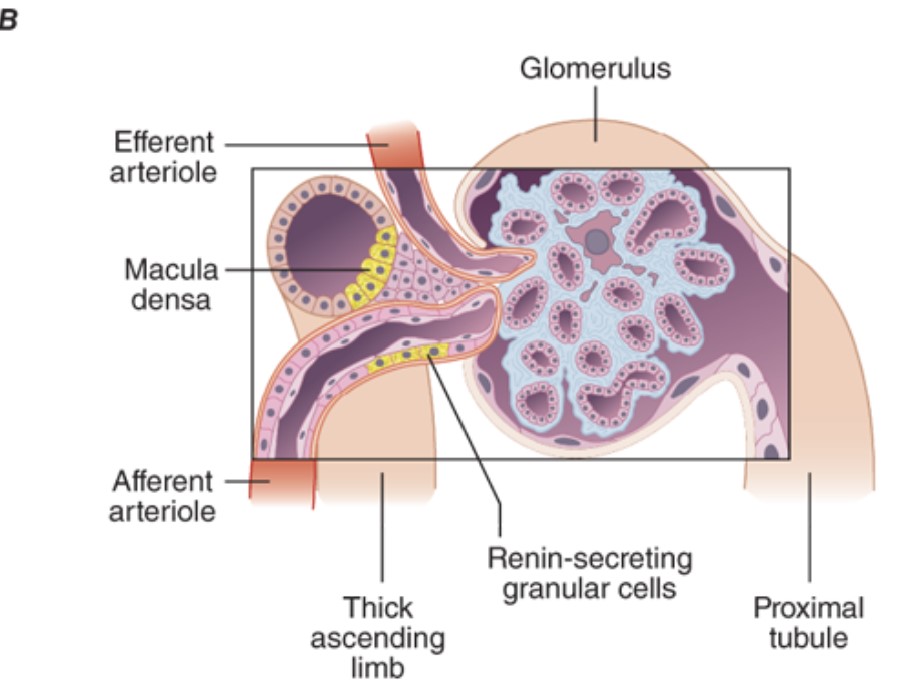 B
Glomerulus
Efferent
arteriole
Macula
densa
Afferent
arteriole
Renin-secreting
granular cells
Thick
ascending
limb
Proximal
tubule